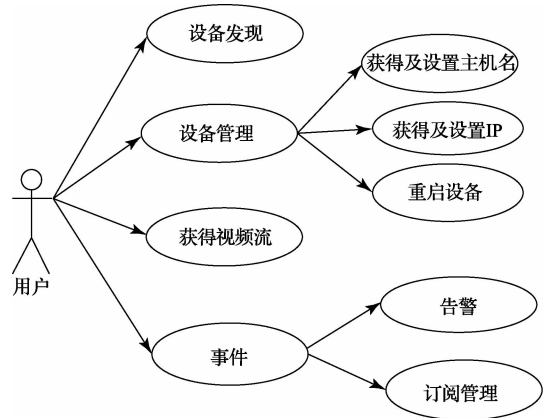 设备发现
获得及设置主机名
设备管理
获得及设置IP
重启设备
获得视频流
用户
告警
事件
订阅管理